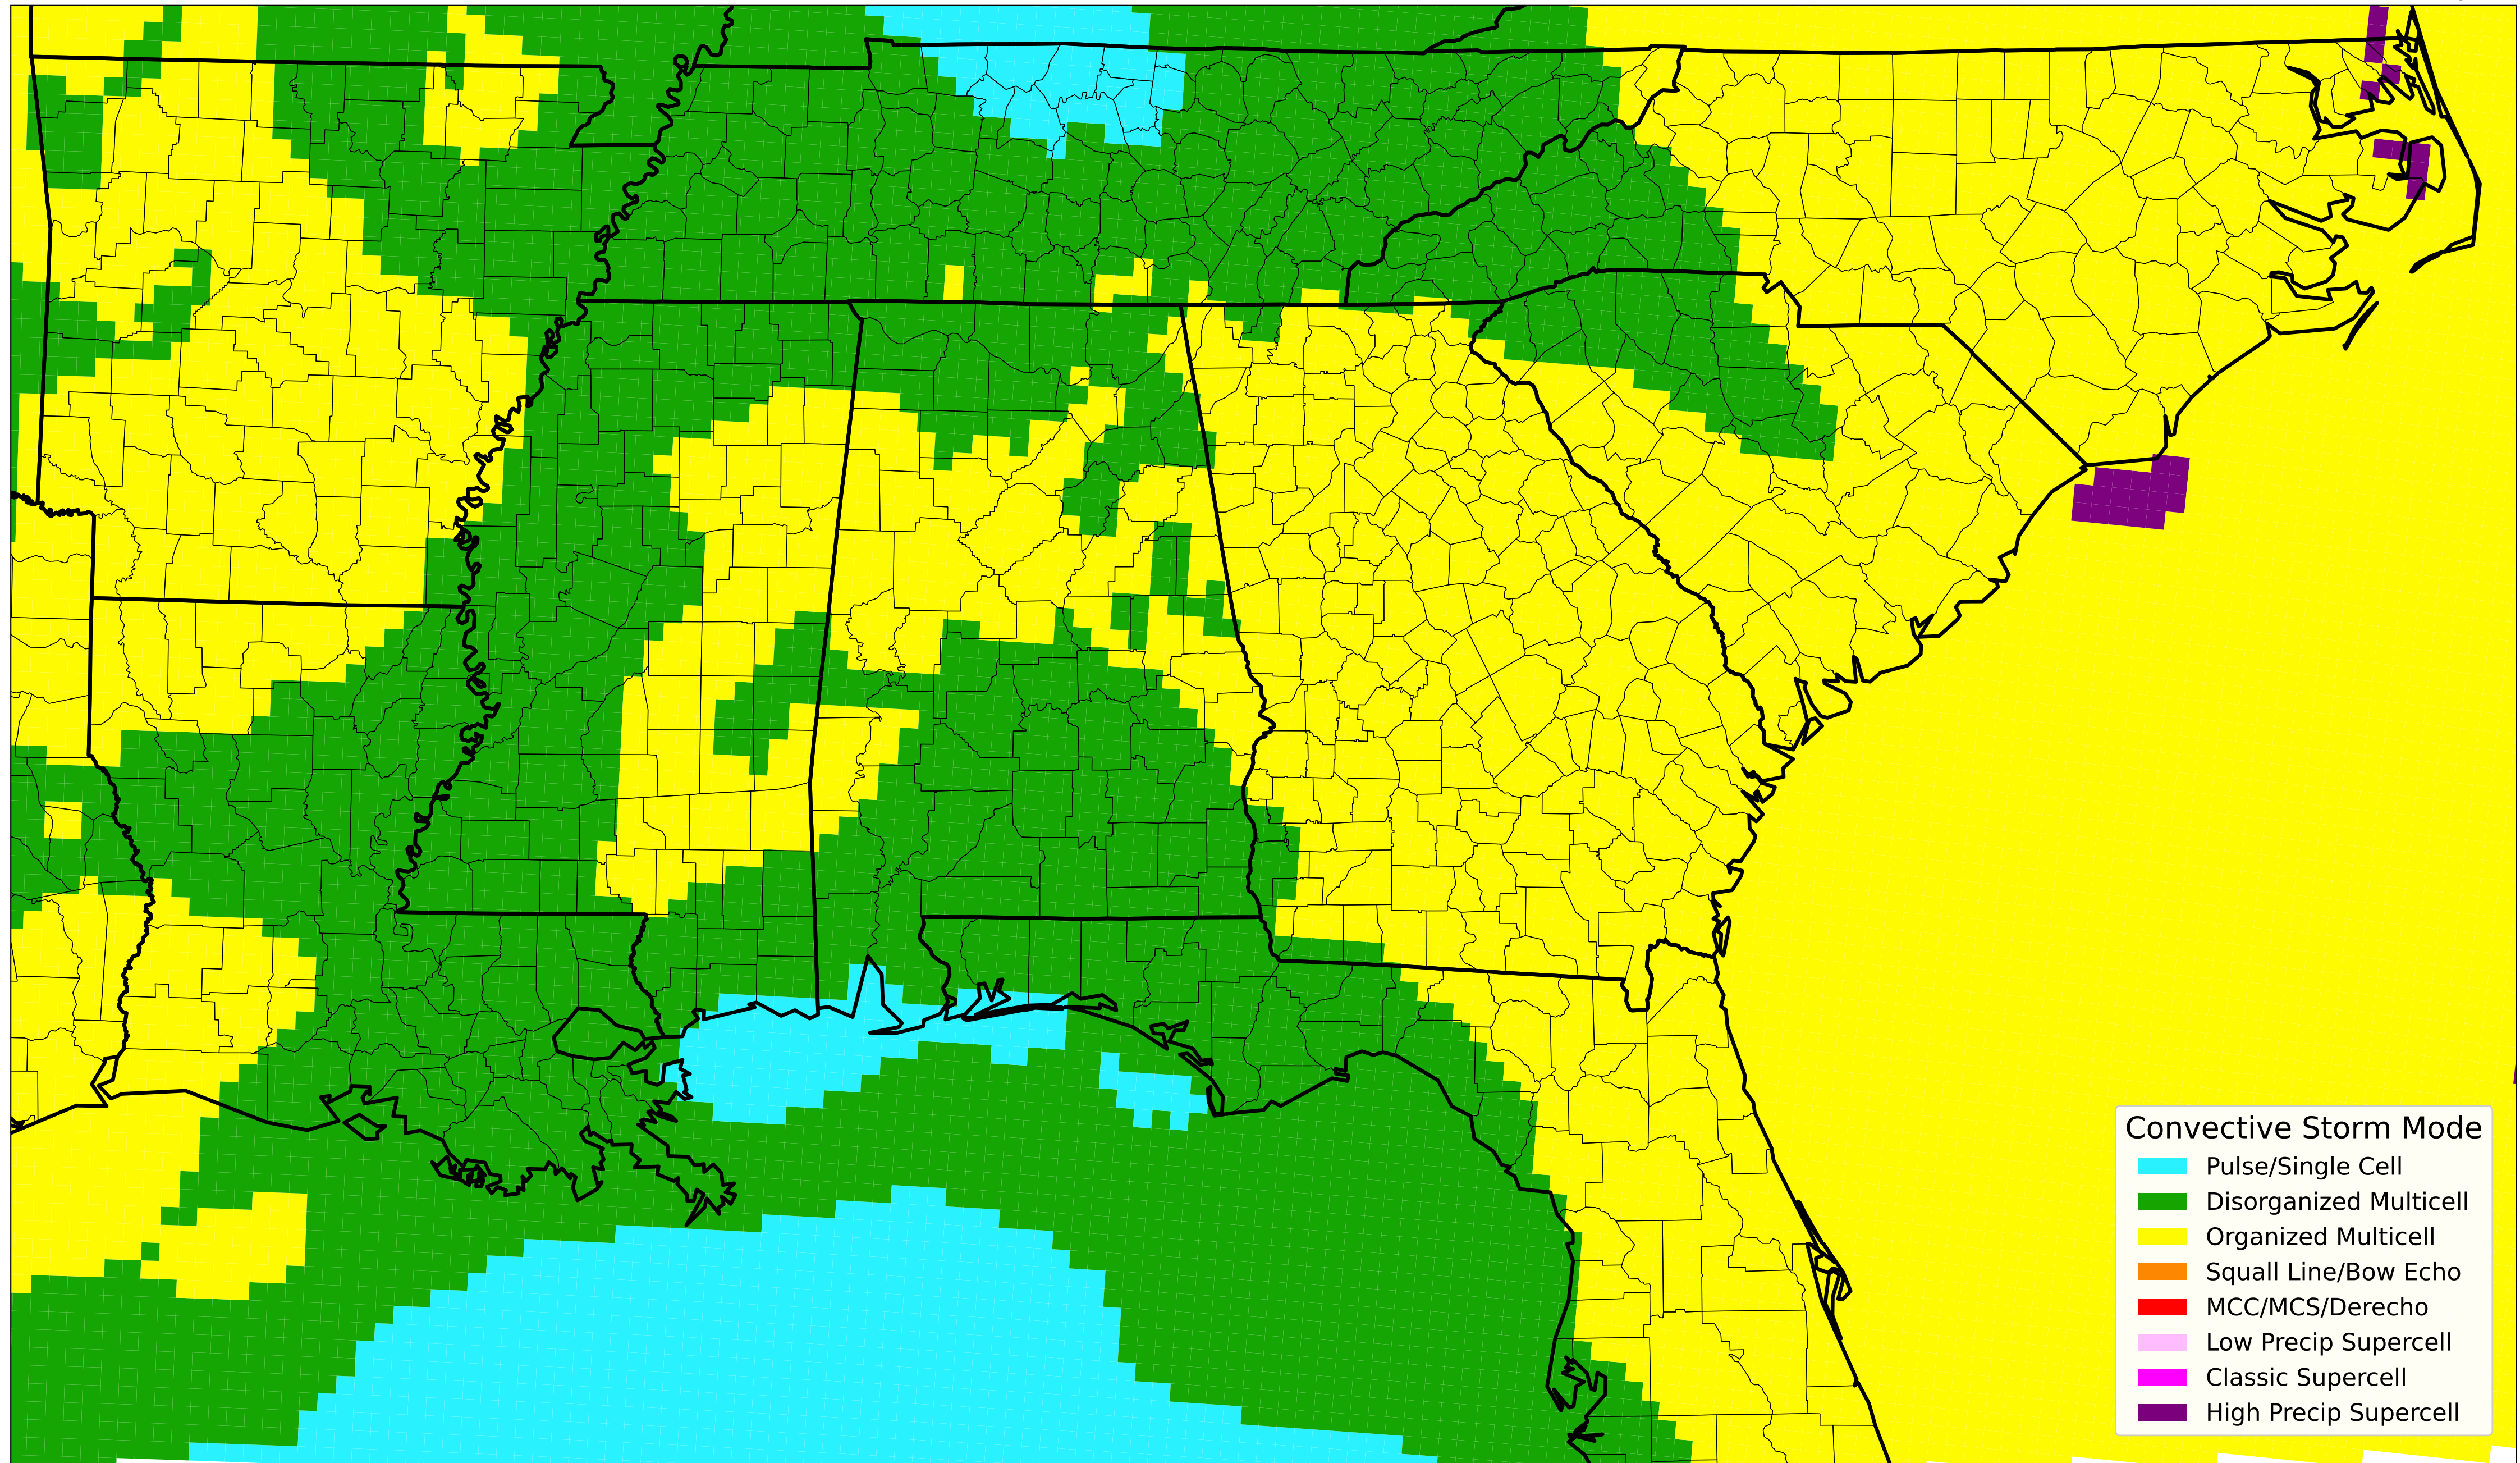 Convective Storm Mode
Pulse/Single Cell
Disorganized Multicell
Organized Multicell
Squall Line/Bow Echo
MCC/MCS/Derecho
Low Precip Supercell
Classic Supercell
High Precip Supercell